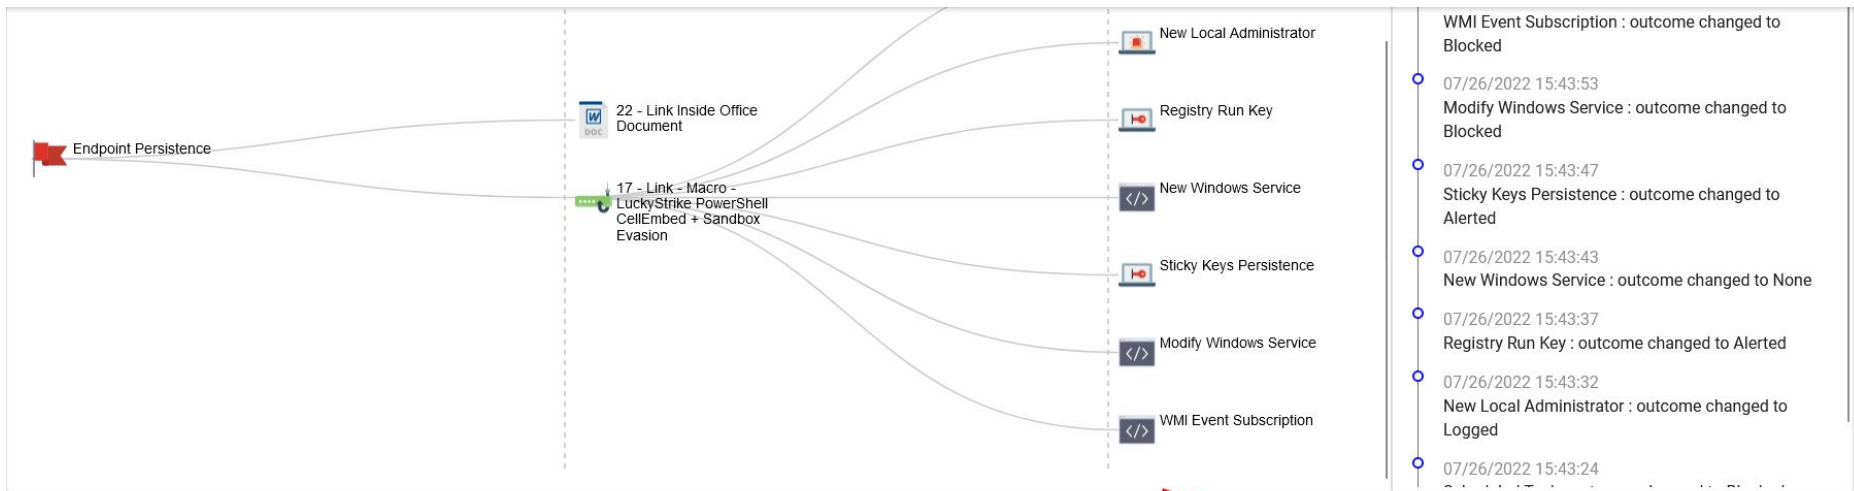 Endpoint Persistence
22 - Link Inside Office
Document
DOC
17 - Link - Macro -
LuckyStrike PowerShell
CellEmbed + Sandbox
Evasion
New Local Administrator
Registry Run Key
New Windows Service
Sticky Keys Persistence
Modify Windows Service
WMI Event Subscription
WMI Event Subscription : outcome changed to
Blocked
07/26/2022 15:43:53
Modify Windows Service : outcome changed to
Blocked
07/26/2022 15:43:47
Sticky Keys Persistence : outcome changed to
Alerted
07/26/2022 15:43:43
New Windows Service : outcome changed to None
07/26/2022 15:43:37
Registry Run Key : outcome changed to Alerted
07/26/2022 15:43:32
New Local Administrator : outcome changed to
Logged
07/26/2022 15:43:24